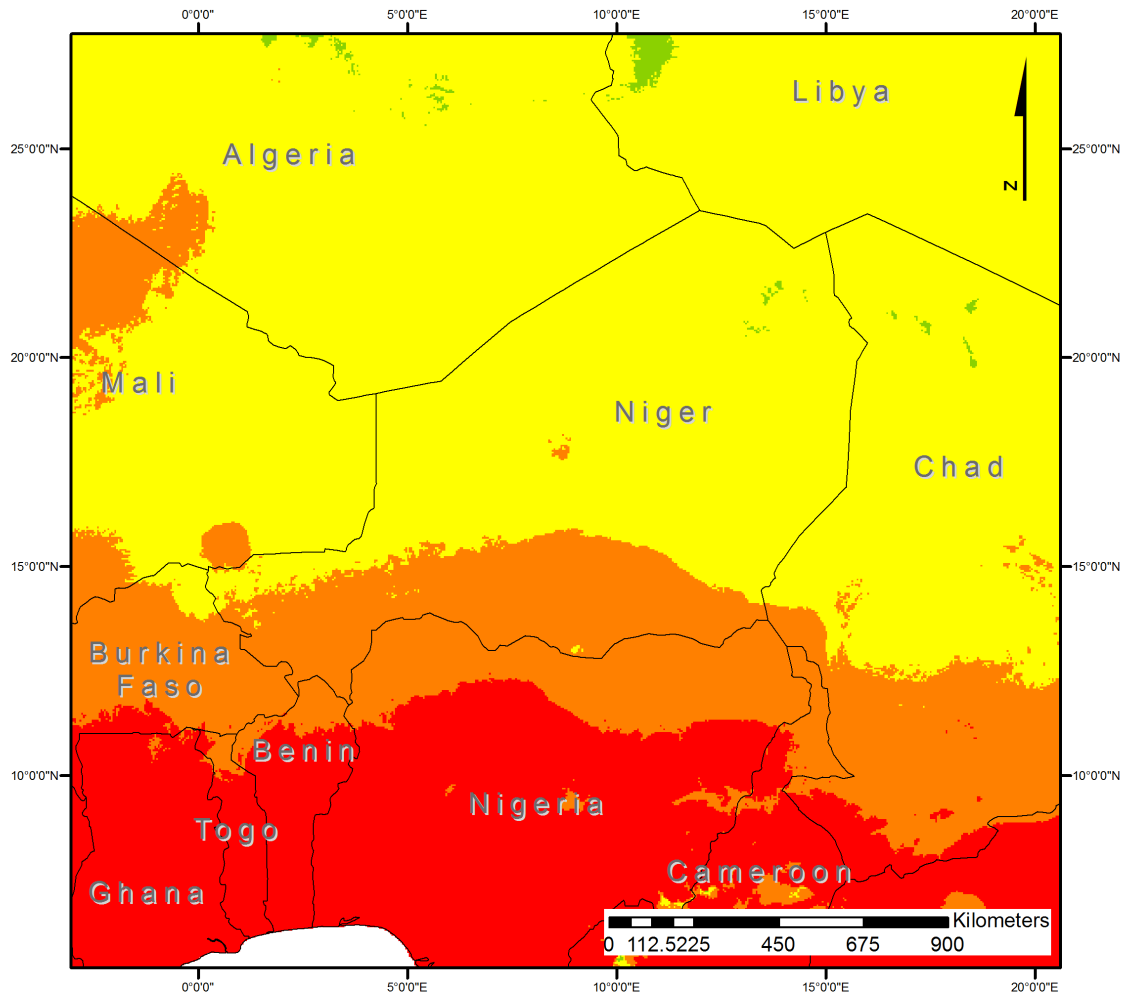 0°0'0" 5°0'0"E 10°0'0"E 15°0'0"E 20°0'0"E
Libya
Algeria
25°0'0"N 25°0'0"N
N
20°0'0"N 20°0'0"N
Mali
Niger
Chad
15°0'0"N 15°0'0"N
Burkina
Faso
Benin
10°0'0"N 10°0'0"N
Nigeria
Togo
Cameroon
Ghana
Kilometers
0 112.5225 450 675 900
0°0'0" 5°0'0"E 10°0'0"E 15°0'0"E 20°0'0"E